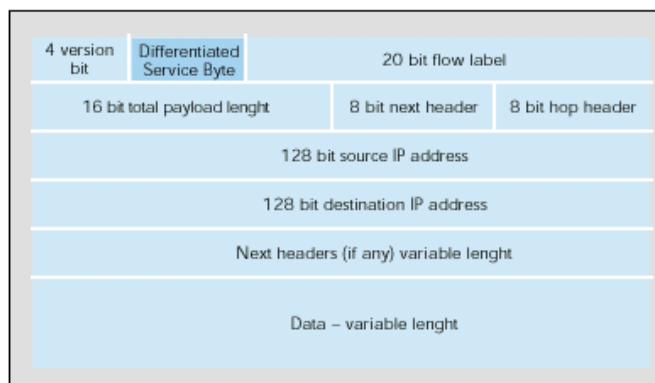 4 version
bit
Differentiated
Service Byte
20 bit flow label
16 bit total payload lenght
8 bit next header
8 bit hop header
128 bit source IP address
128 bit destination IP address
Next headers (if any) variable lenght
Data – variable lenght